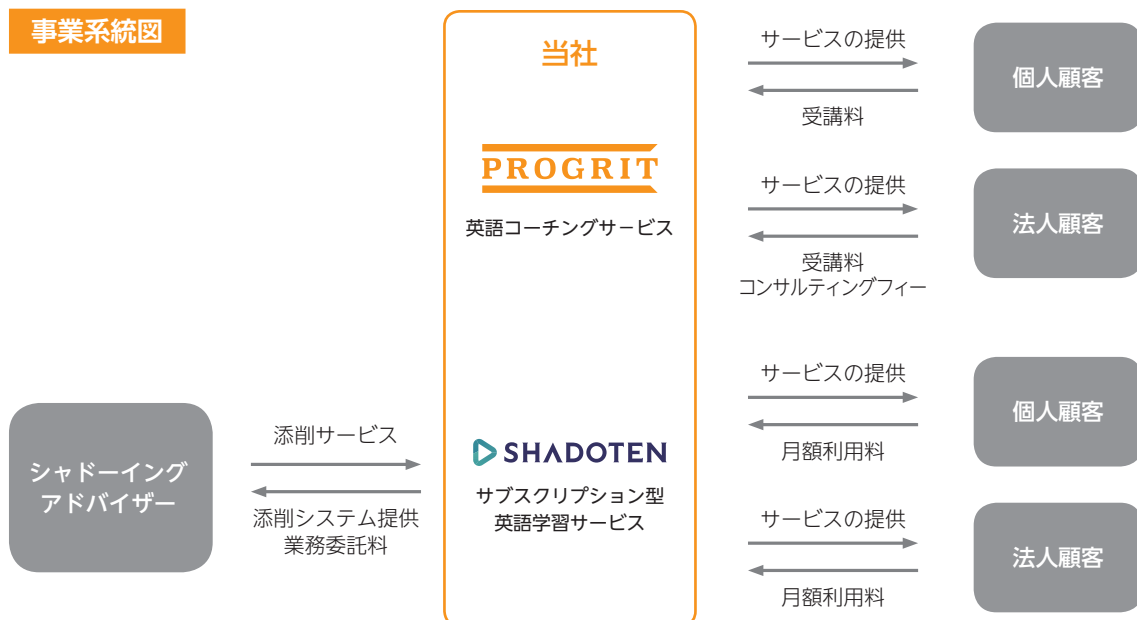 事業系統図
当社
PROGRIT
英語コーチングサービス
サービスの提供
受講料
個人顧客
サービスの提供
受講料
コンサルティングフィー
法人顧客
シャドーイング
アドバイザー
添削サービス
添削システム提供
業務委託料
SHADOTEN
サブスクリプション型
英語学習サービス
サービスの提供
月額利用料
個人顧客
サービスの提供
月額利用料
法人顧客